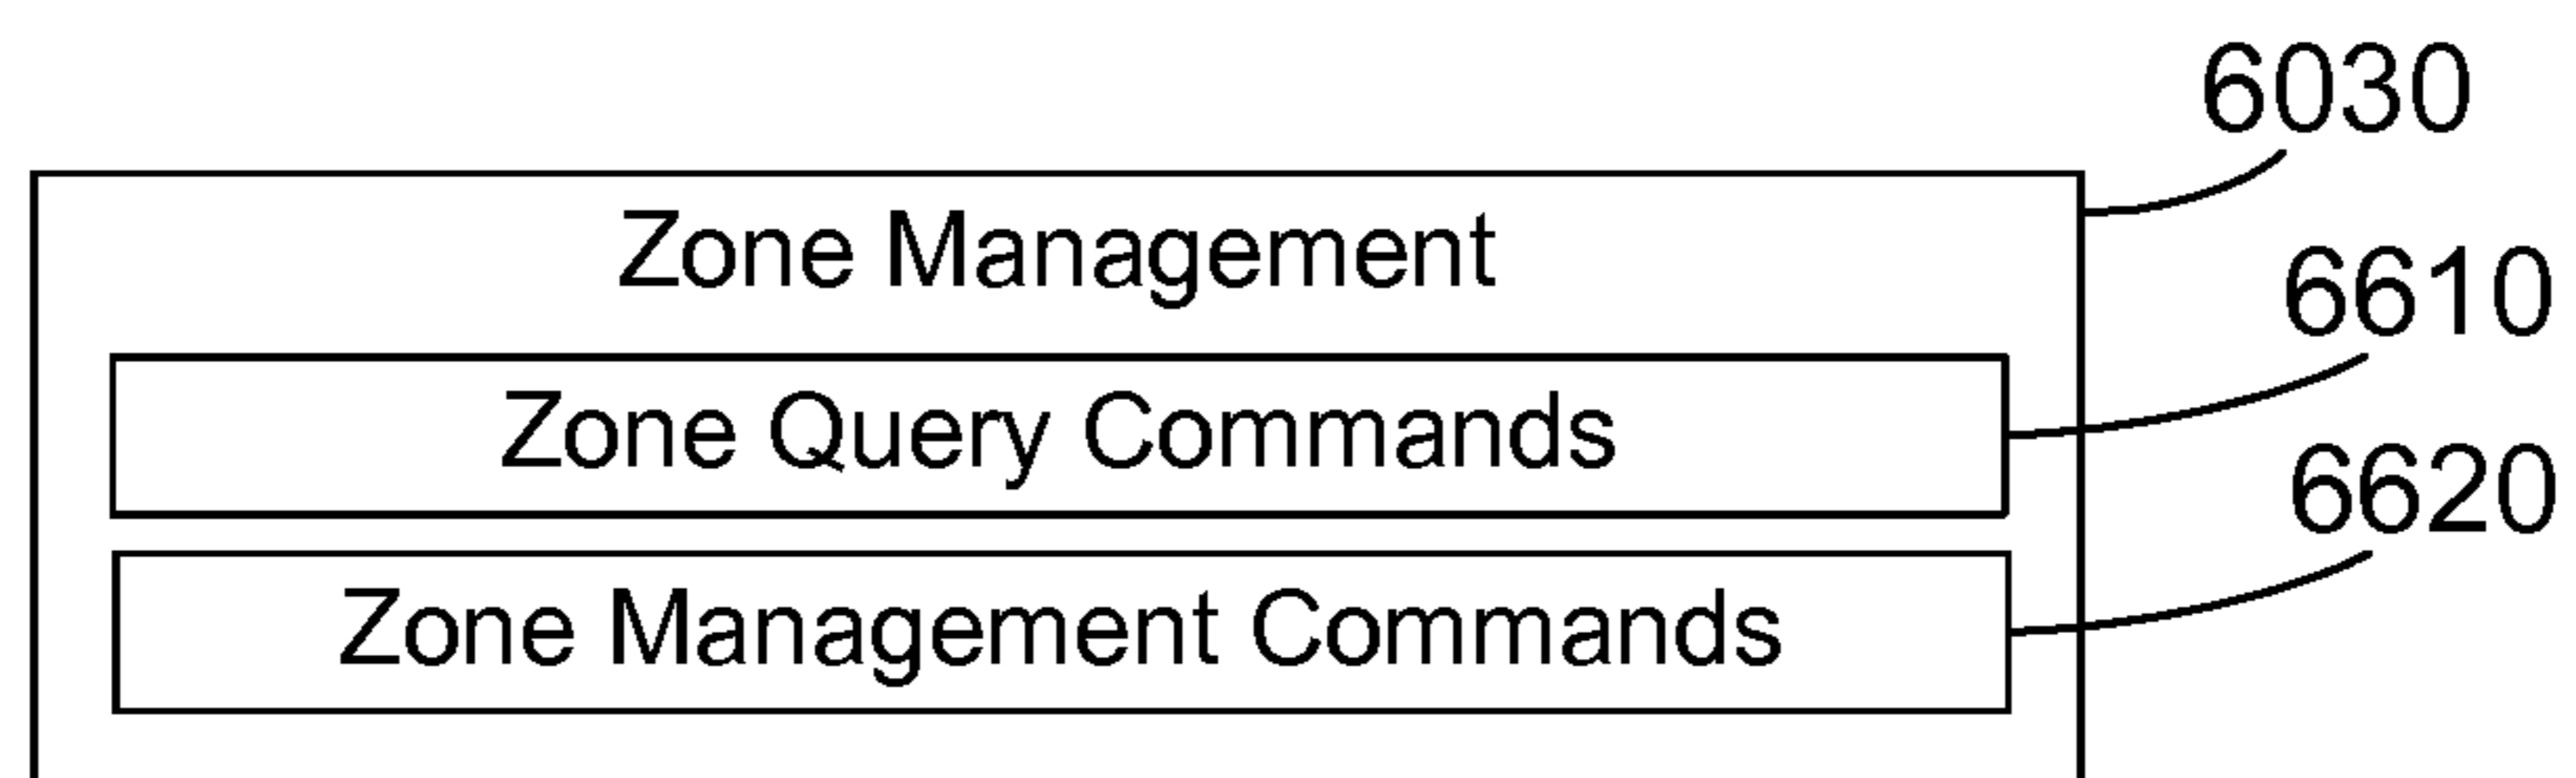 6030
Zone Management
6610
Zone Query Commands
6620
Zone Management Commands